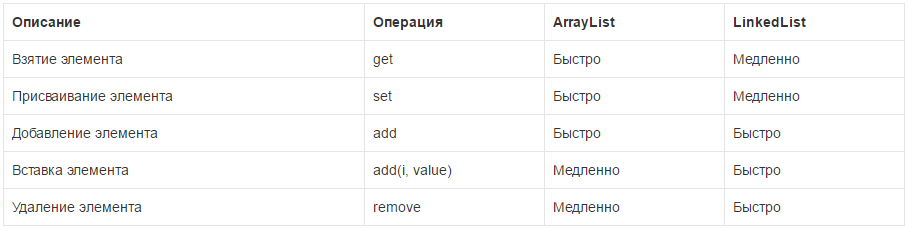 Описание Операция ArrayList LinkedList
Взятие элемента get Быстро Медленно
Присваивание элемента set Быстро Медленно
Добавление элемента add Быстро Быстро
Вставка элемента add(i, value) Медленно Быстро
Удаление элемента remove Медленно Быстро